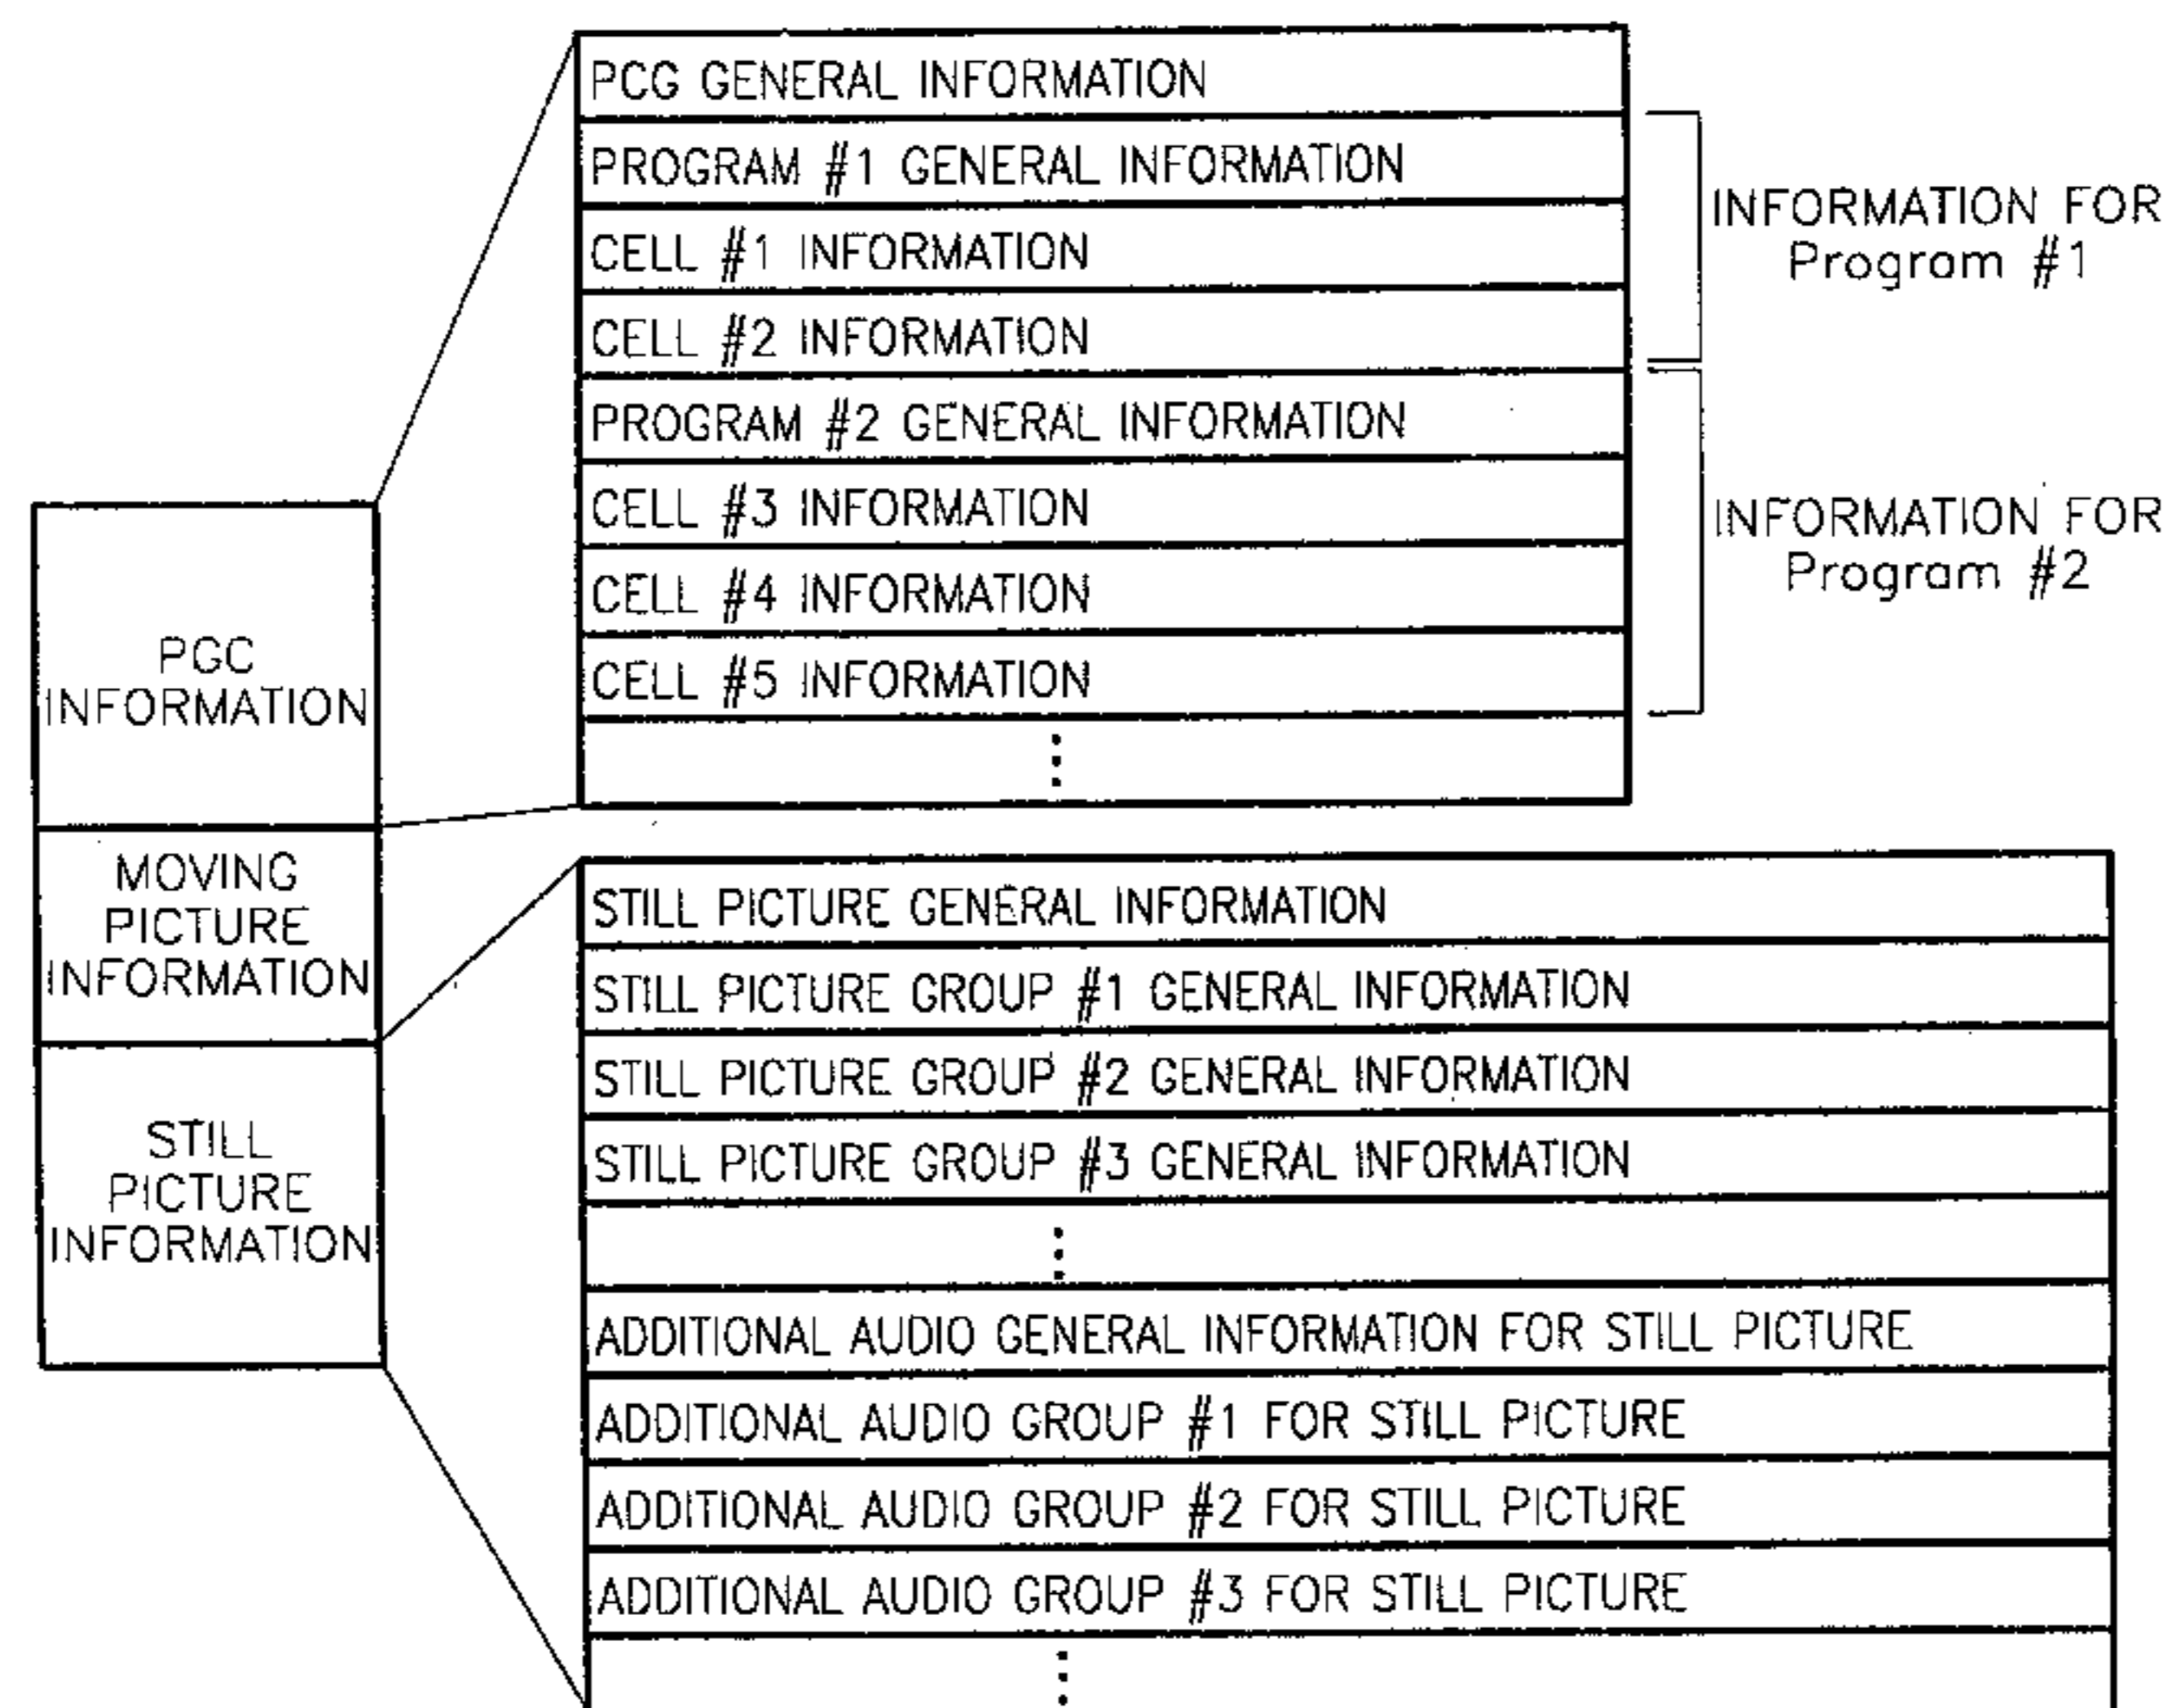 PCG GENERAL INFORMATION
PROGRAM #1 GENERAL INFORMATION
CELL #1 INFORMATION
CELL #2 INFORMATION
PROGRAM #2 GENERAL INFORMATION
CELL #3 INFORMATION
CELL #4 INFORMATION
CELL #5 INFORMATION
INFORMATION FOR
Program #1
INFORMATION FOR
Program #2
PGC
INFORMATION
MOVING
PICTURE
INFORMATION
STILL
PICTURE
INFORMATION
STILL PICTURE GENERAL INFORMATION
STILL PICTURE GROUP #1 GENERAL INFORMATION
STILL PICTURE GROUP #2 GENERAL INFORMATION
STILL PICTURE GROUP #3 GENERAL INFORMATION
ADDITIONAL AUDIO GENERAL INFORMATION FOR STILL PICTURE
ADDITIONAL AUDIO GROUP #1 FOR STILL PICTURE
ADDITIONAL AUDIO GROUP #2 FOR STILL PICTURE
ADDITIONAL AUDIO GROUP #3 FOR STILL PICTURE